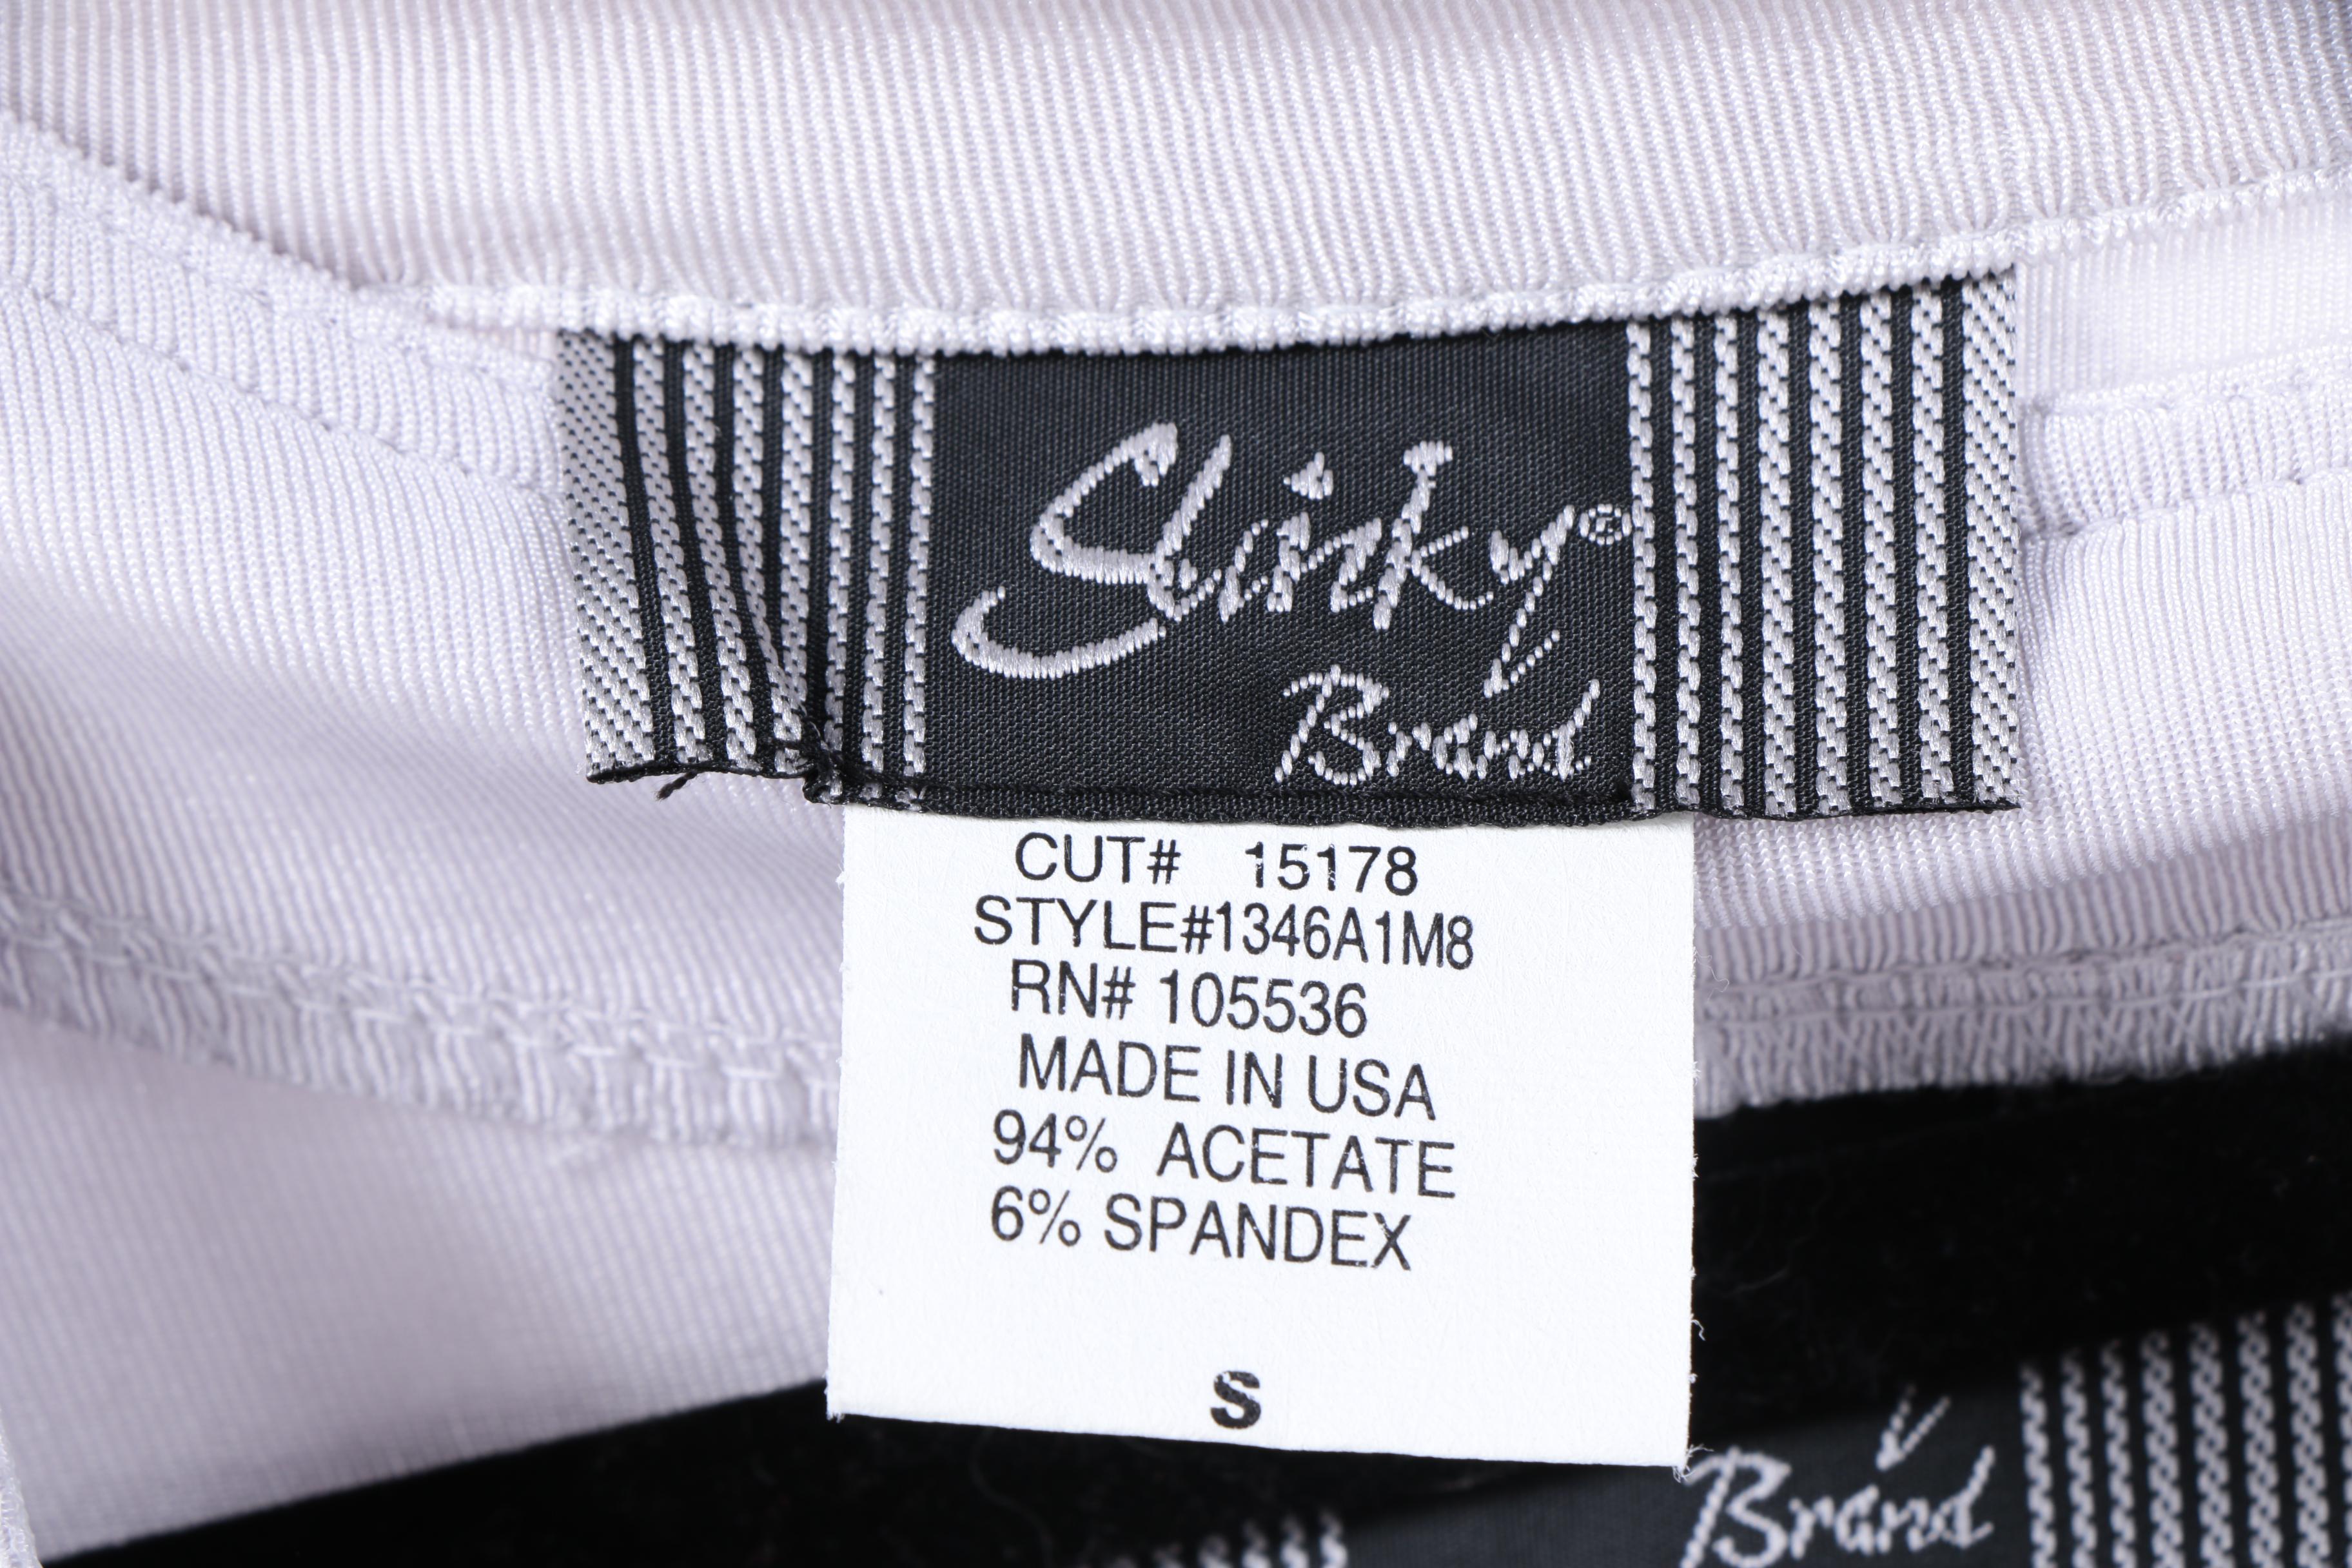 Slinky®
Brand
CUT# 15178
STYLE#1346A1M8
RN# 105536
MADE IN USA
94% ACETATE
6% SPANDEX
S
Brand